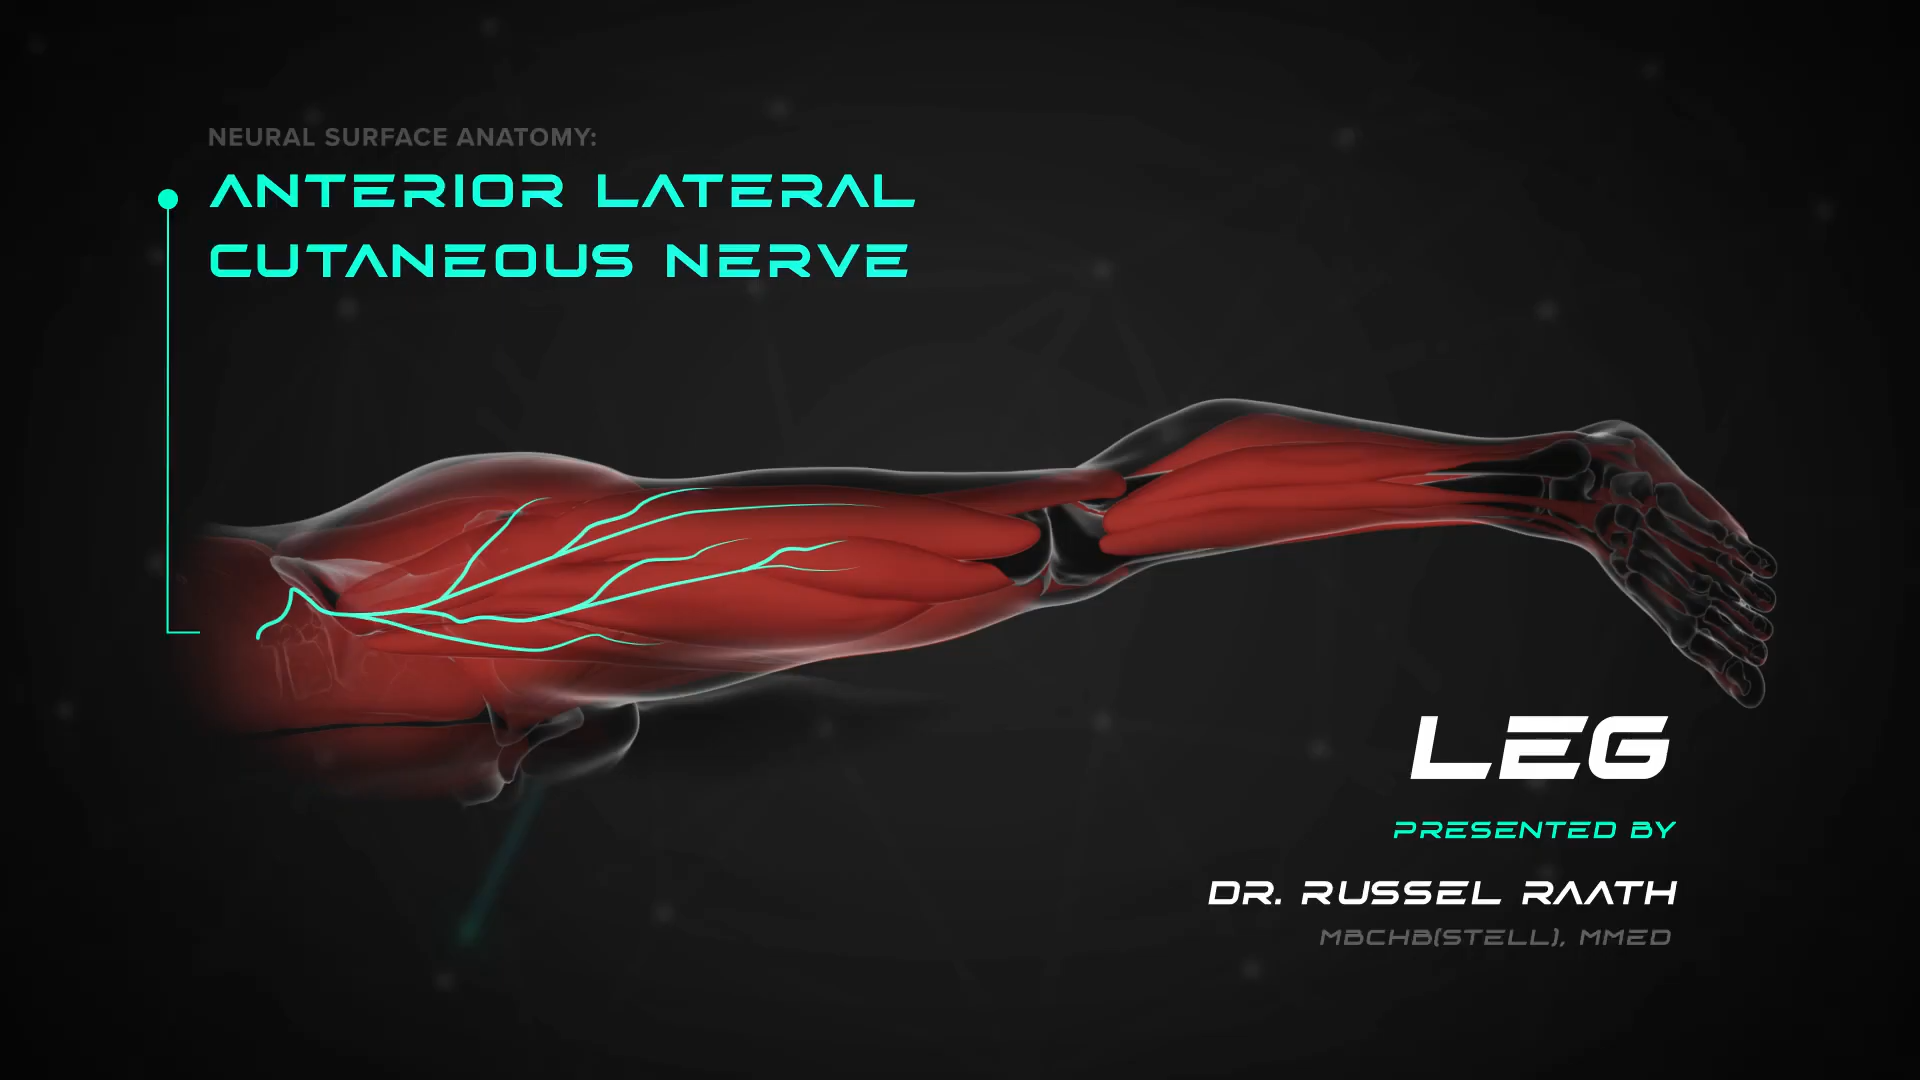 NEURAL SURFACE ANATOMY:
ANTERIOR LATERAL
CUTANEOUS NERVE
LEG
PRESENTED BY
DR. RUSSEL RAATH
MBCHB(STELL), MMED